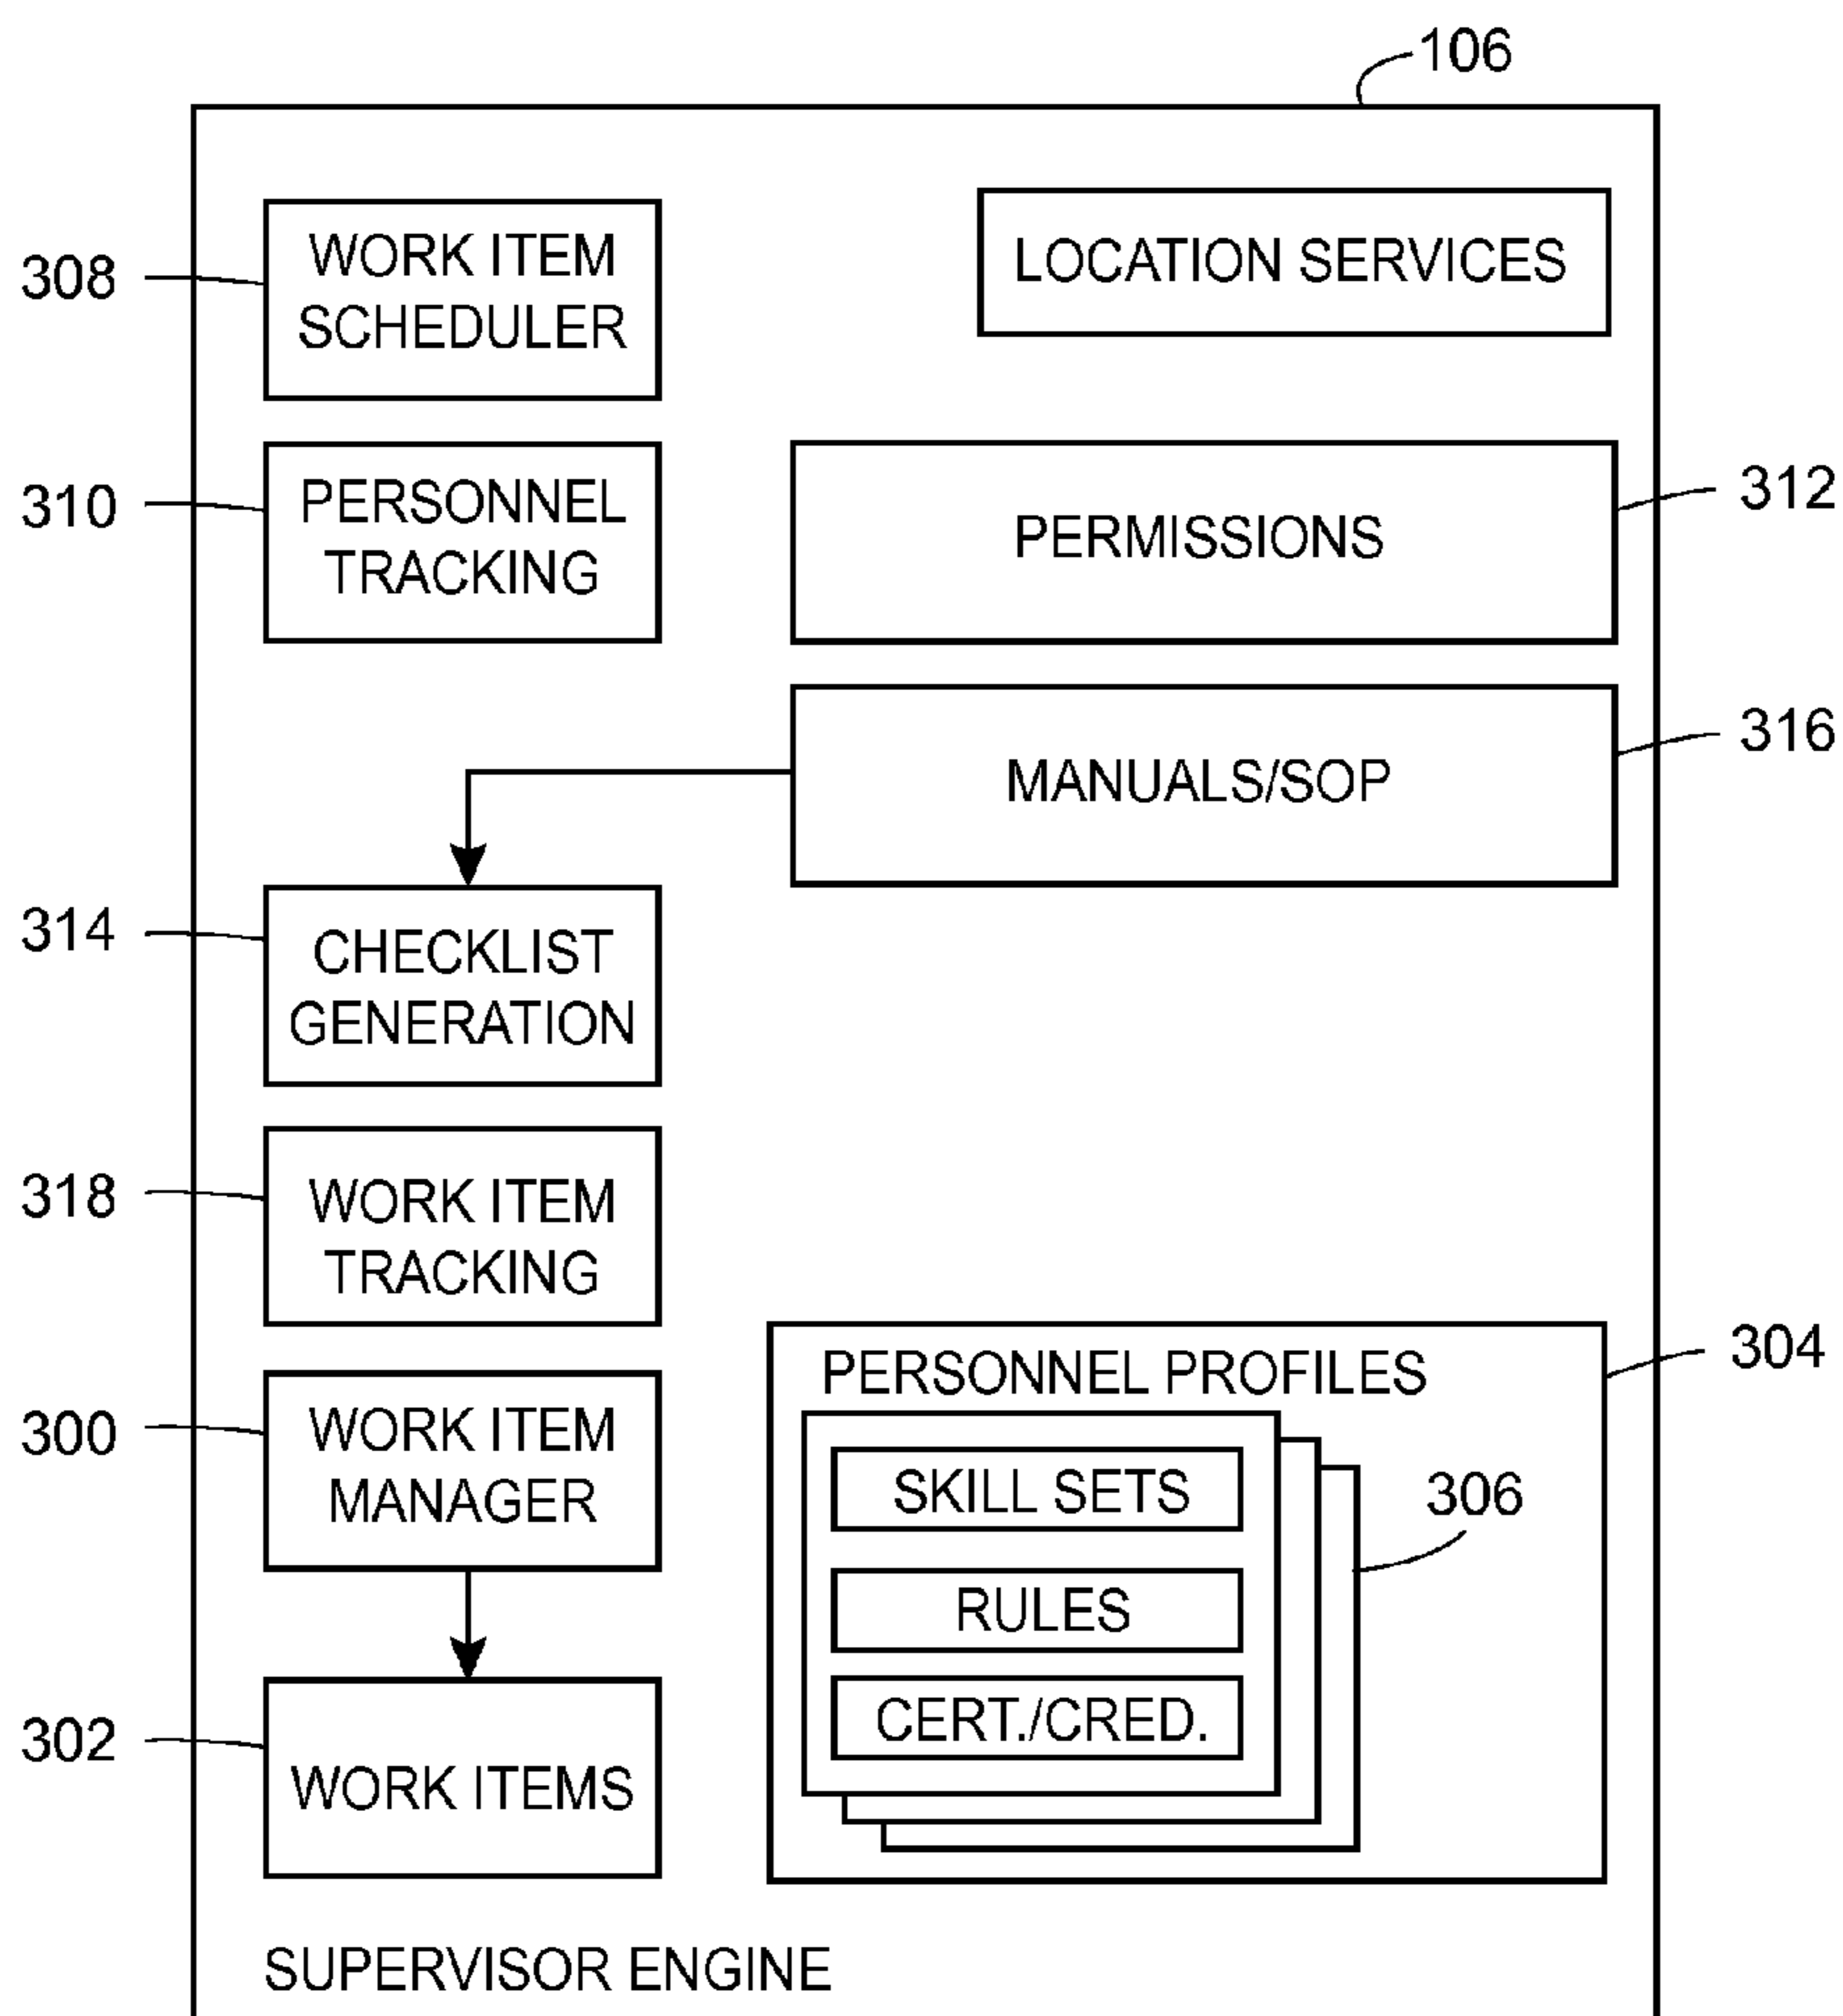 106
308
WORK ITEM
SCHEDULER
LOCATION SERVICES
310
PERSONNEL
TRACKING
PERMISSIONS
312
MANUALS/SOP
316
314
CHECKLIST
GENERATION
318
WORK ITEM
TRACKING
300
WORK ITEM
MANAGER
302
WORK ITEMS
PERSONNEL PROFILES
304
SKILL SETS
RULES
CERT./CRED.
306
SUPERVISOR ENGINE